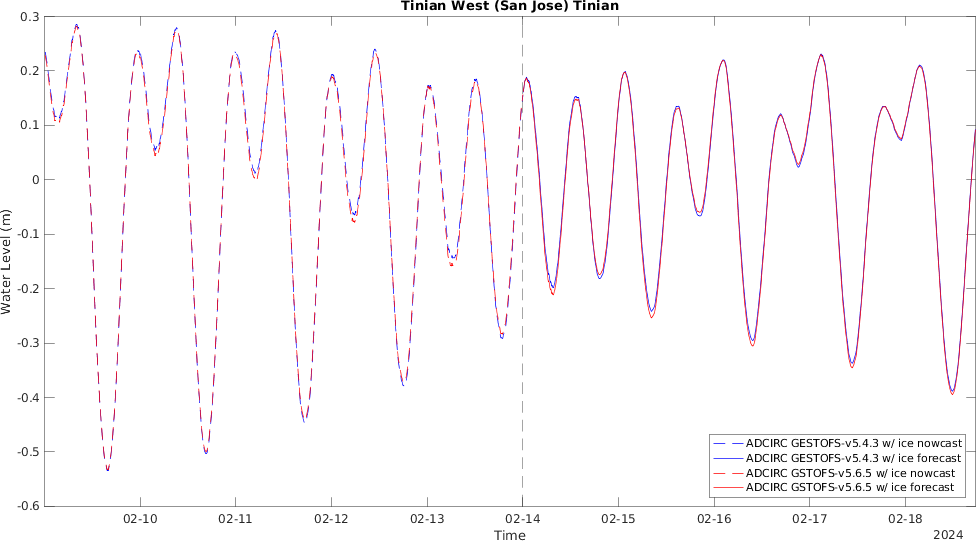 Tinian West (San Jose) Tinian
0.3
0.2
0.1
0
-0.1
-0.2
-0.3
-0.4
-0.5
-0.6
Water Level (m)
02-10 02-11 02-12 02-13 02-14 02-15 02-16 02-17 02-18
Time
2024
ADCIRC GESTOFS-v5.4.3 w/ ice nowcast
ADCIRC GESTOFS-v5.4.3 w/ ice forecast
ADCIRC GSTOFS-v5.6.5 w/ ice nowcast
ADCIRC GSTOFS-v5.6.5 w/ ice forecast